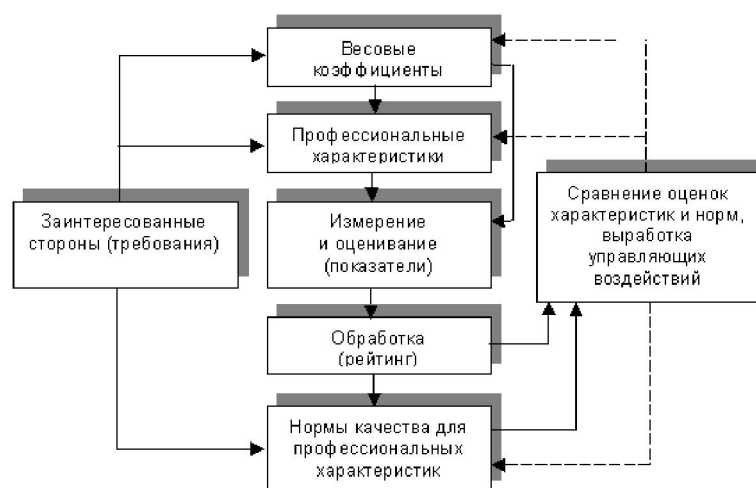 Весовые
коэффициенты
Профессиональные
характеристики
Заинтересованные
стороны (требования)
Измерение
и оценивание
(показатели)
Сравнение оценок
характеристик и норм,
выработка
управляющих
воздействий
Обработка
(рейтинг)
Нормы качества для
профессиональных
характеристик